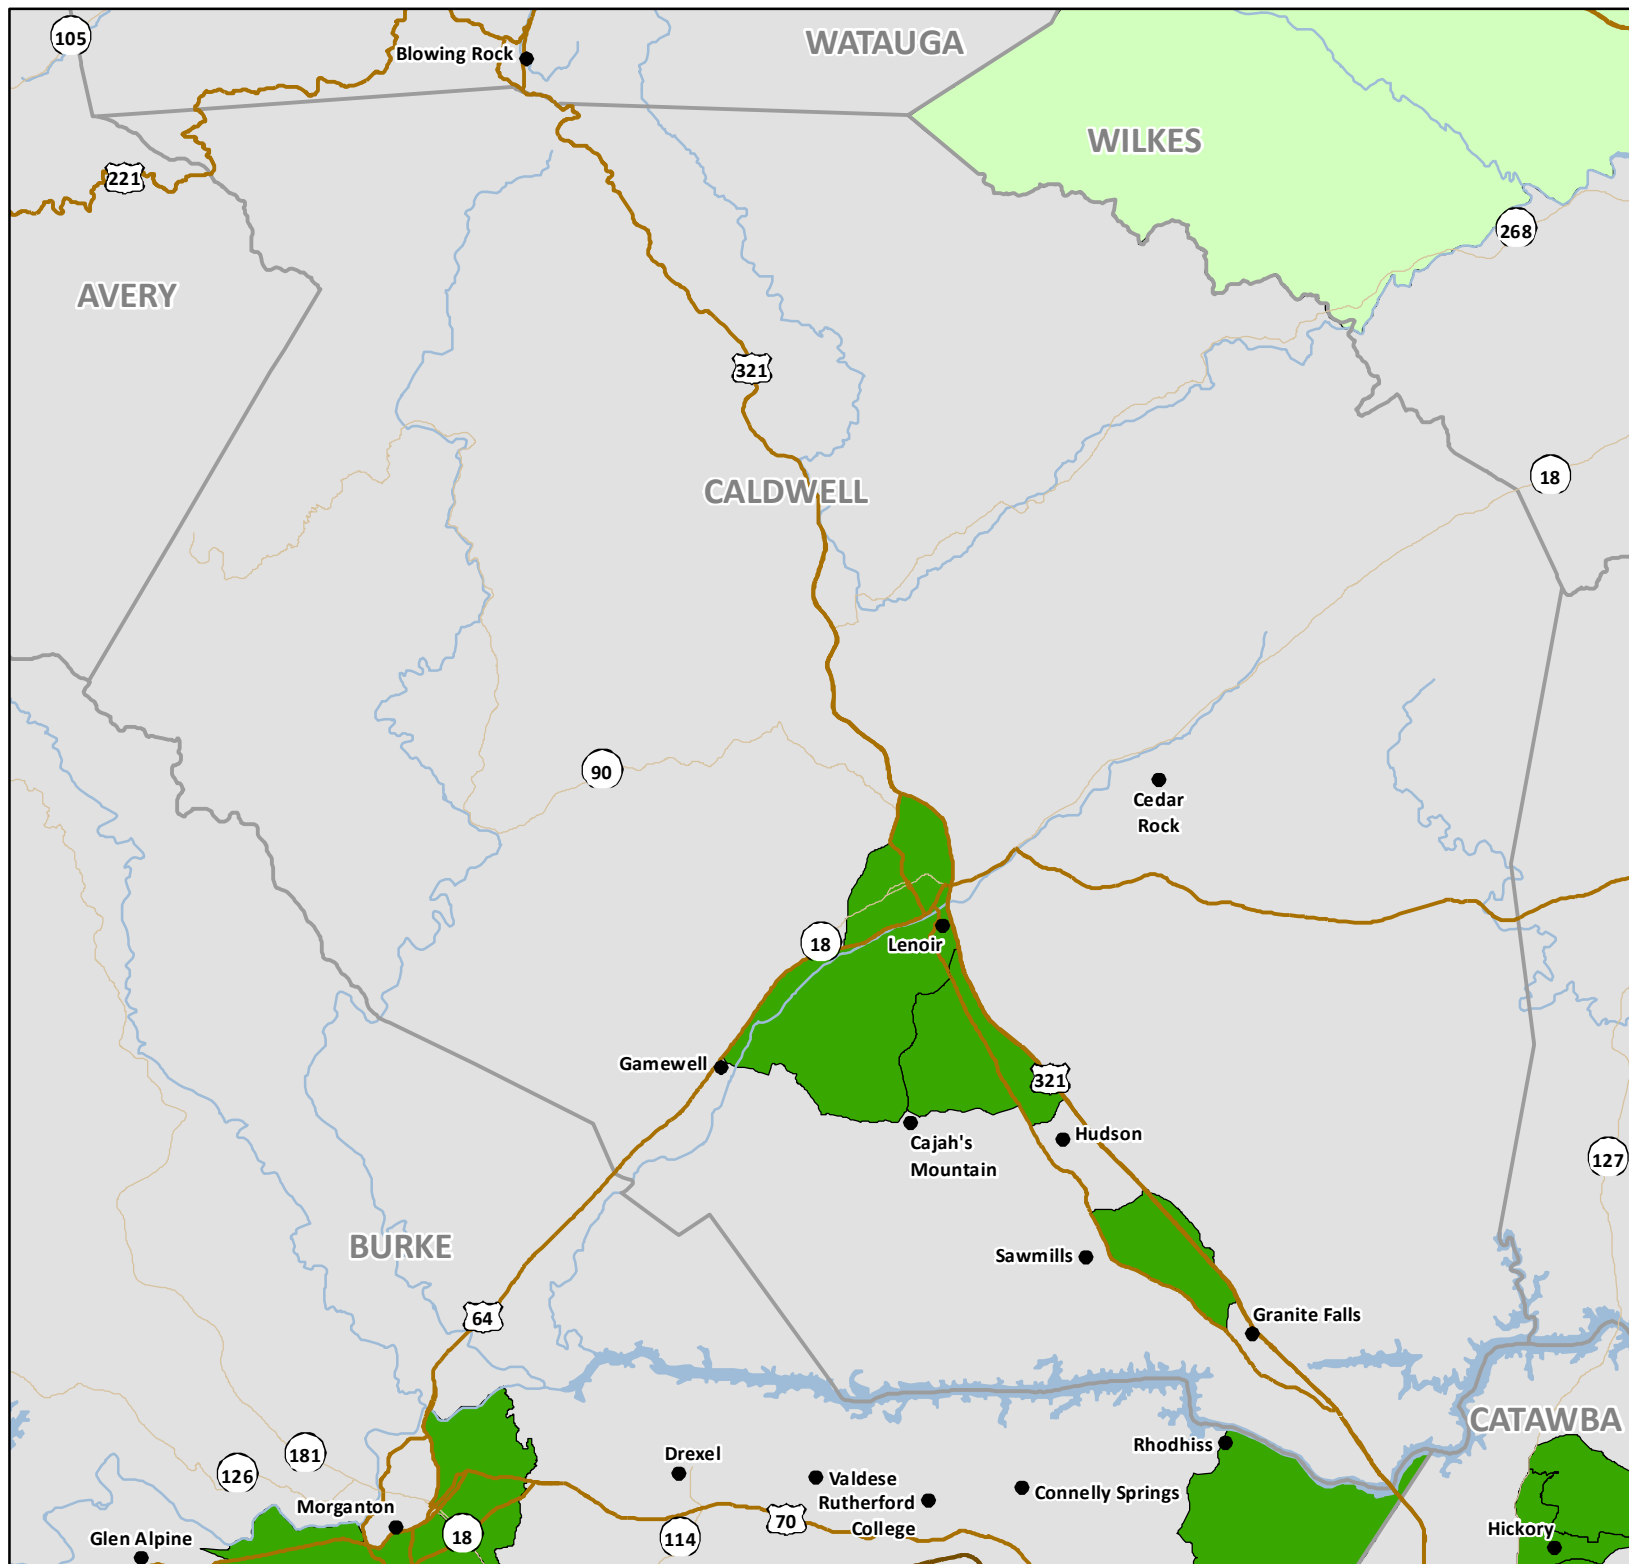 105
Blowing Rock
WATAUGA
WILKES
221
268
AVERY
321
CALDWELL
18
90
Cedar
Rock
18
Lenoir
Gamewell
321
Cajah's
Mountain
Hudson
127
BURKE
Sawmills
64
Granite Falls
CATAWBA
Rhodhiss
181
126
Drexel
Valdese
Connelly Springs
Morganton
Rutherford
College
70
18
114
Hickory
Glen Alpine